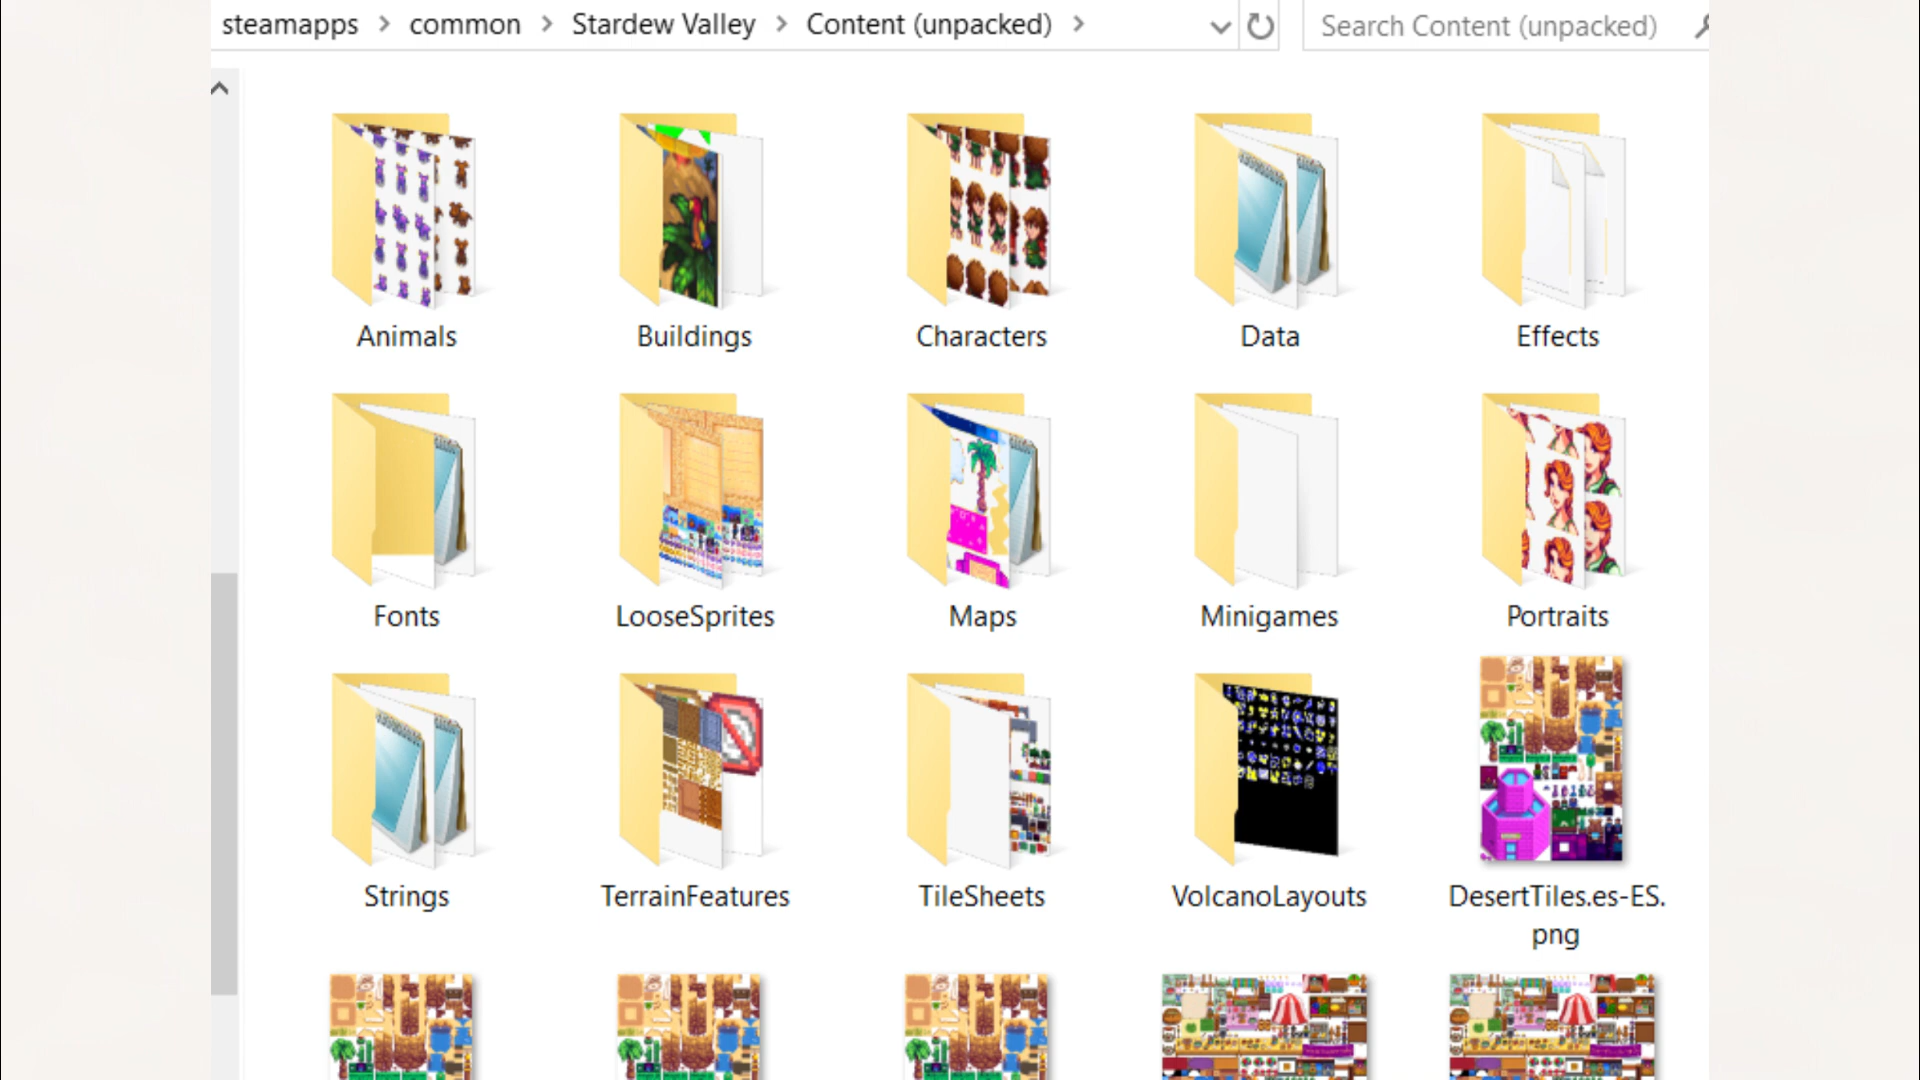 steamapps > common > Stardew Valley > Content (unpacked) >
Search Content (unpacked)
Animals
Buildings
Characters
Data
Effects
Fonts
LooseSprites
Maps
Minigames
Portraits
Strings
TerrainFeatures
TileSheets
VolcanoLayouts
DesertTiles.es-ES.
png